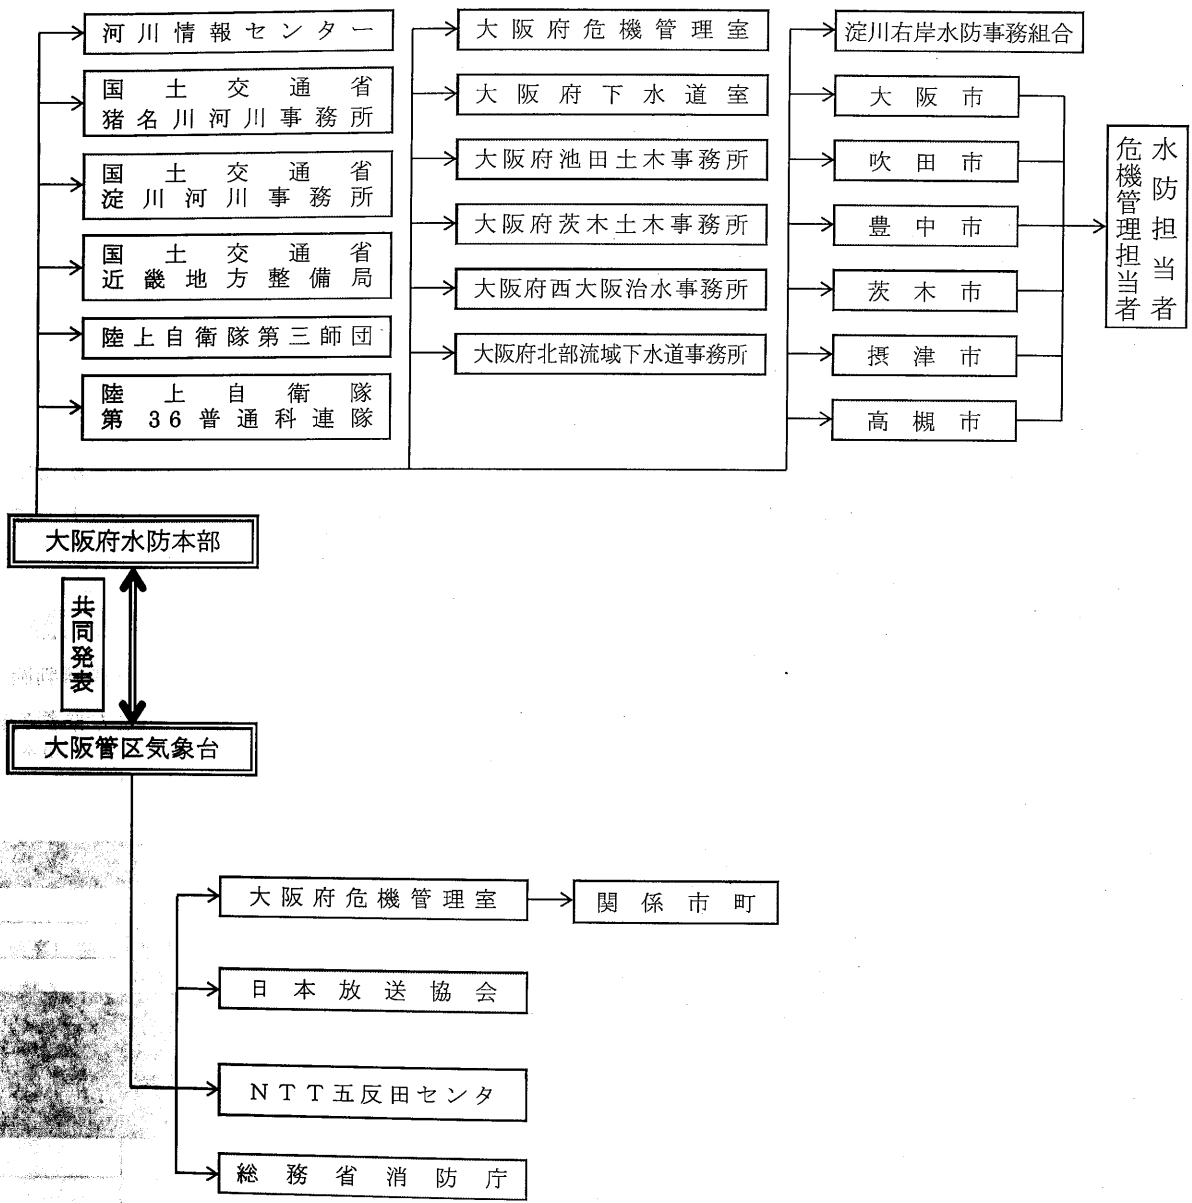 河川情報センター
国土交通省
猪名川河川事務所
国土交通省
淀川河川事務所
国土交通省
近畿地方整備局
陸上自衛隊第三師団
陸上自衛隊
第36普通科連隊
大阪府危機管理室
大阪府下水道室
大阪府池田土木事務所
大阪府茨木土木事務所
大阪府西大阪治水事務所
大阪府北部流域下水道事務所
淀川右岸水防事務組合
大阪市
吹田市
豊中市
茨木市
摂津市
高槻市
水防担当者
危機管理担当者
大阪府水防本部
共同発表
大阪管区気象台
大阪府危機管理室
関係市町
日本放送協会
NTT五反田センタ
総務省消防庁